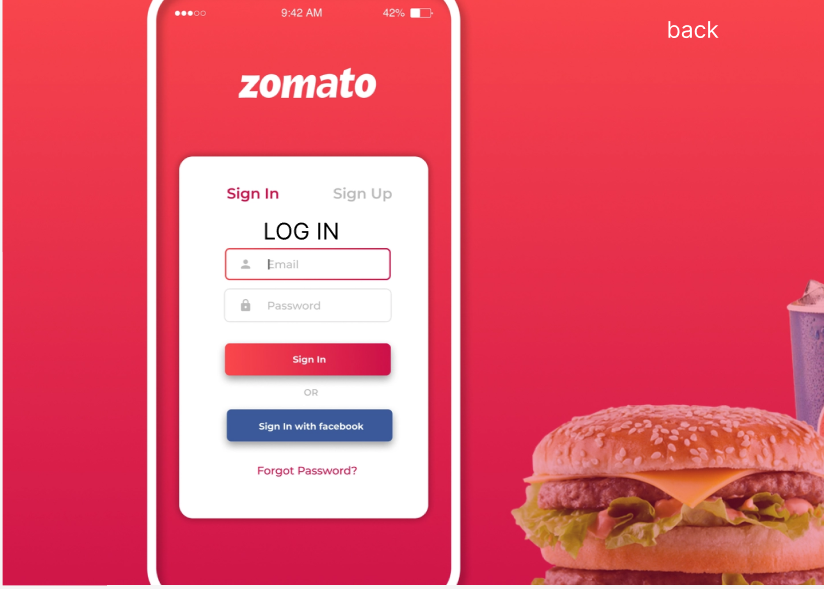 9:42 AM 42%
back
zomato
Sign In Sign Up
LOG IN
Email
Password
Sign In
OR
Sign In with facebook
Forgot Password?